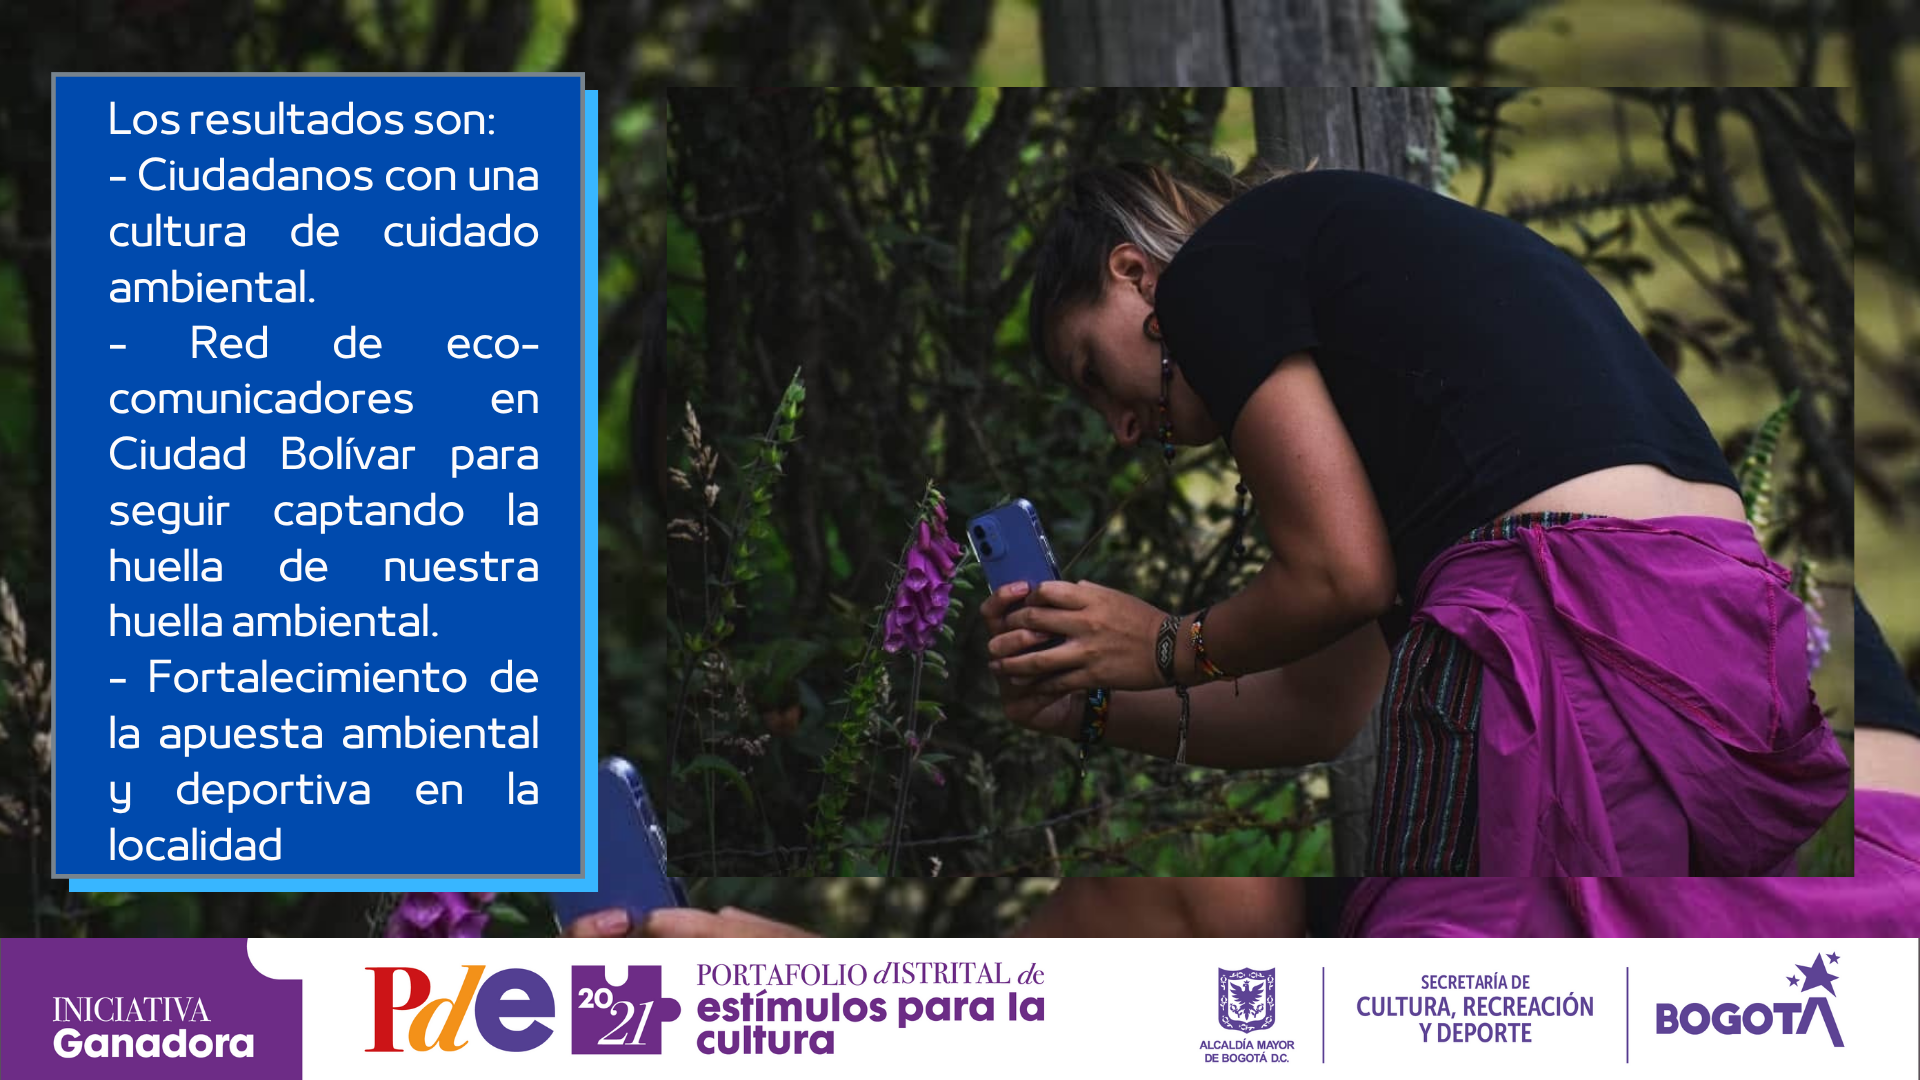 Los resultados son:
- Ciudadanos con una
cultura de cuidado
ambiental.
- Red de eco-
comunicadores en
Ciudad Bolívar para
seguir captando la
huella de nuestra
huella ambiental.
- Fortalecimiento de
la apuesta ambiental
y deportiva en la
localidad
INICIATIVA
Ganadora
PdE
2021
PORTAFOLIO dISTRITAL de
estímulos para la
cultura
ALCALDÍA MAYOR
DE BOGOTÁ D.C.
SECRETARÍA DE
CULTURA, RECREACIÓN
Y DEPORTE
BOGOTÁ